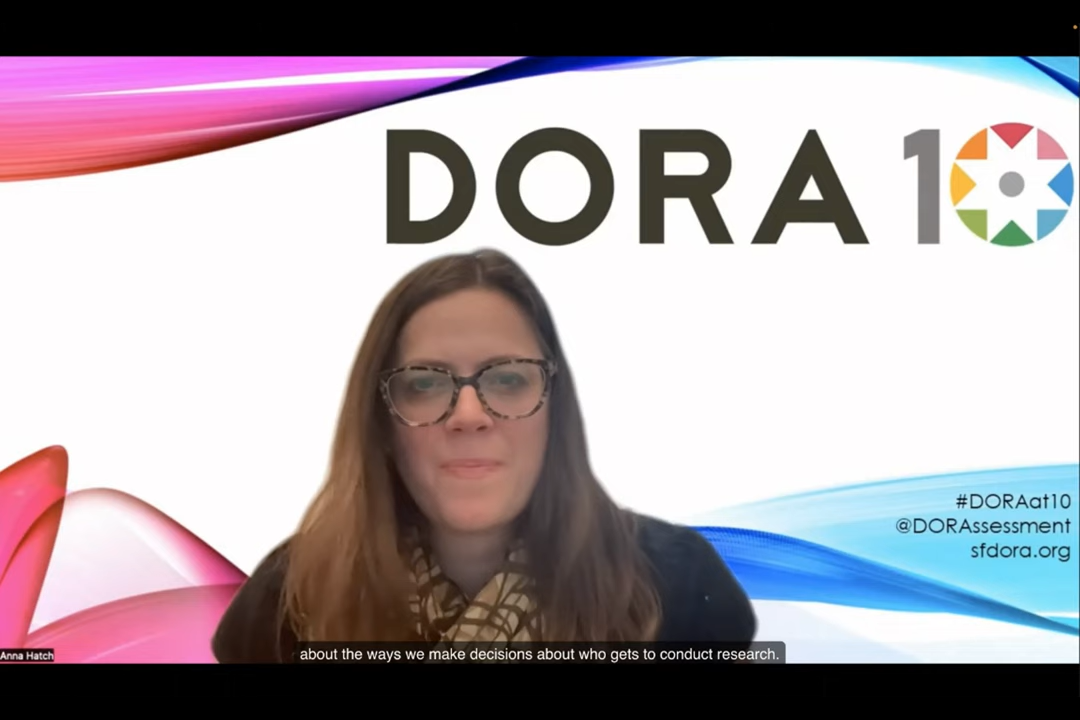 DORA 10
#DORAat10
@DORAssessment
sfdora.org
Anna Hatch
about the ways we make decisions about who gets to conduct research.